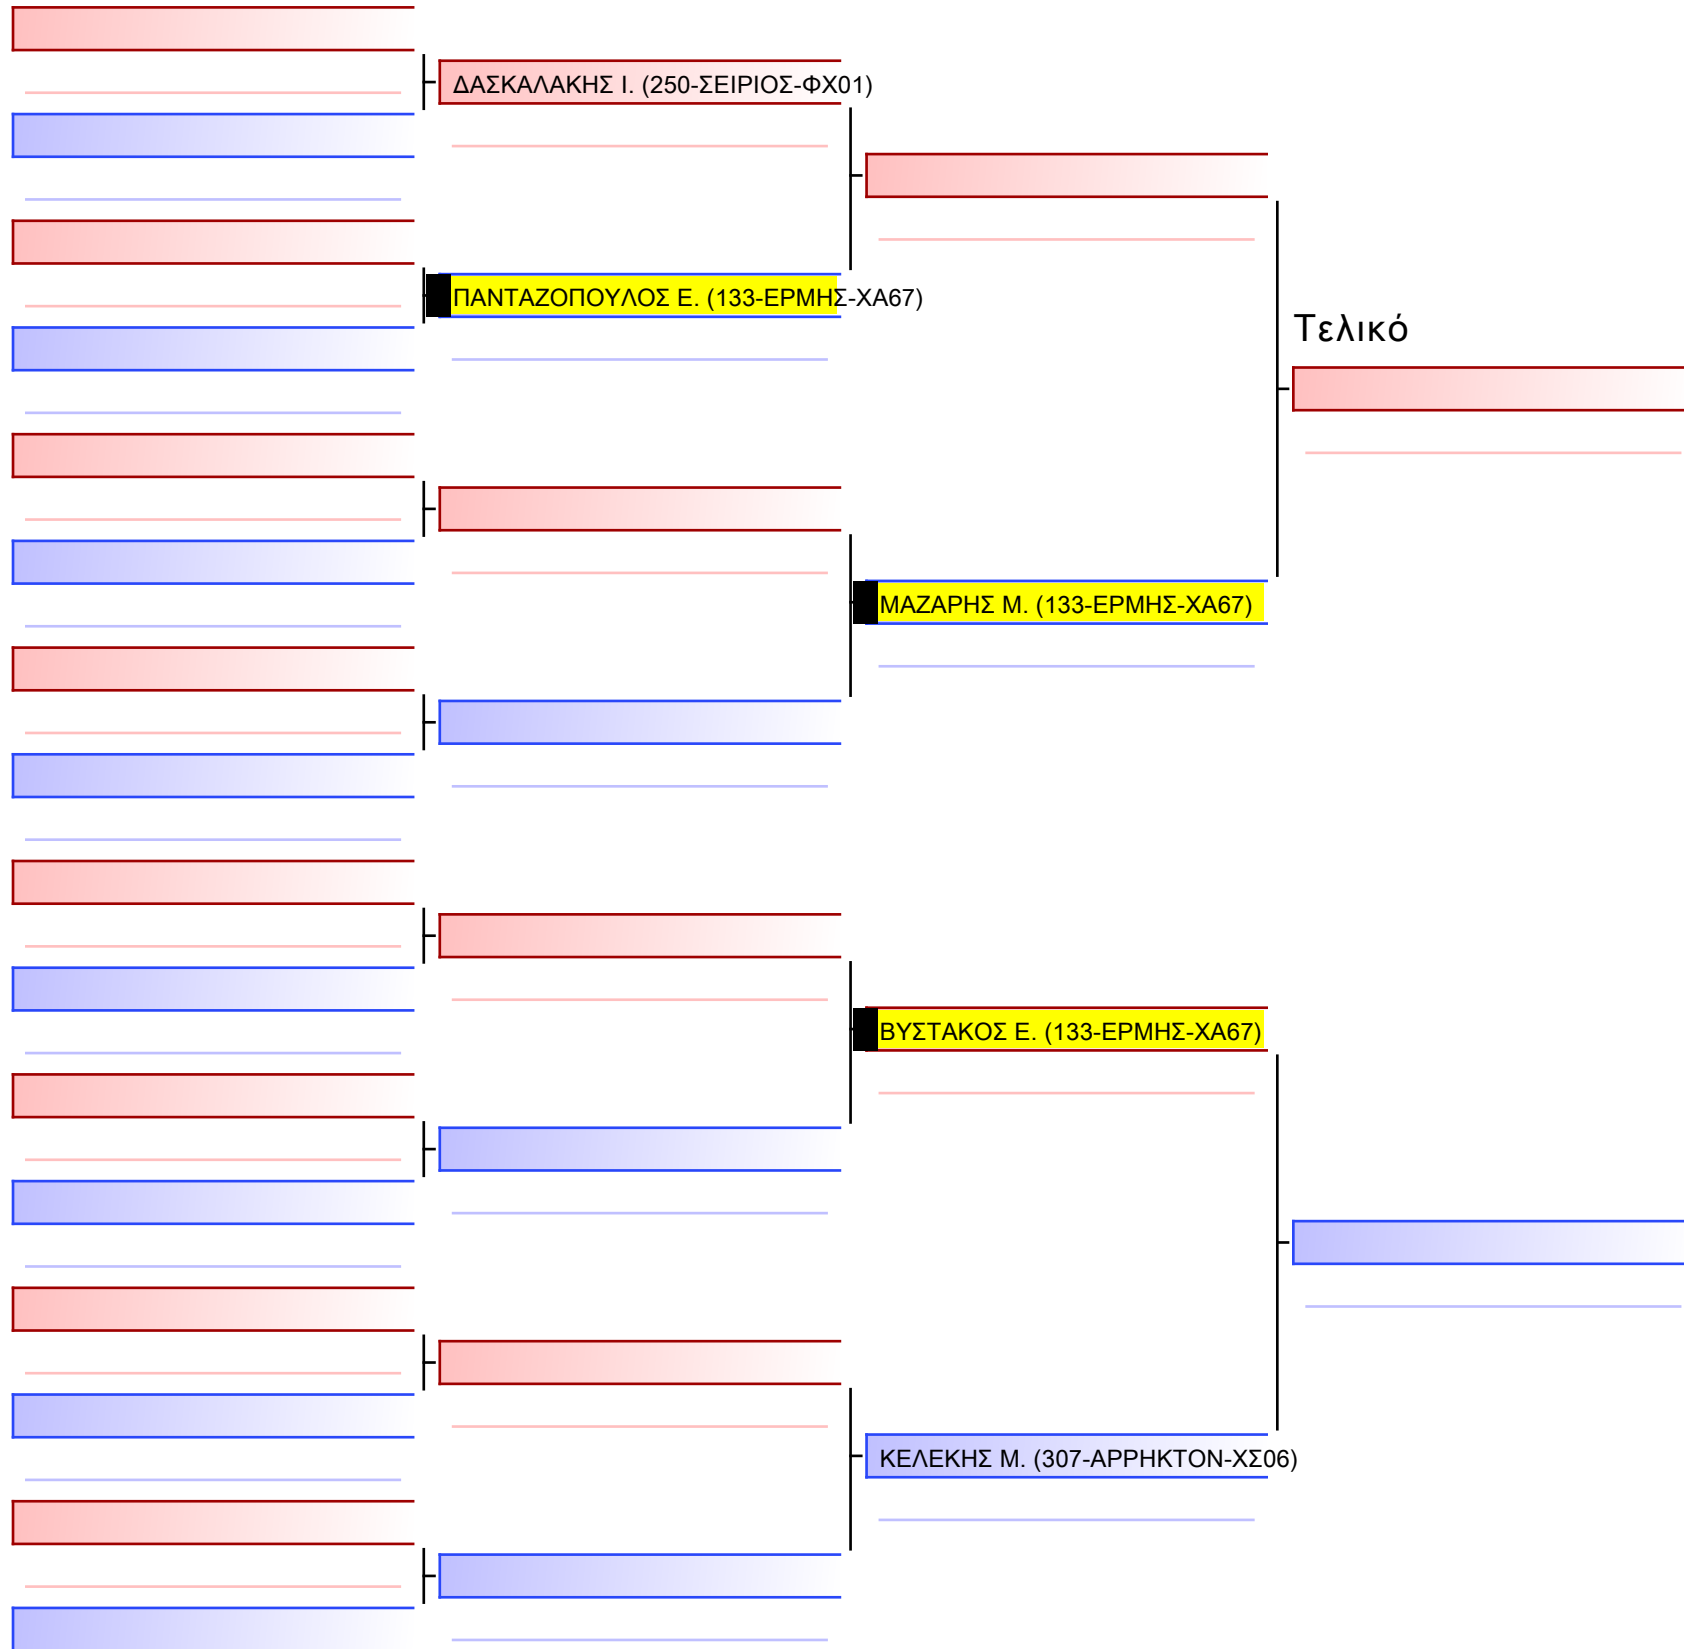 ΔΑΣΚΑΛΑΚΗΣ Ι. (250-ΣΕΙΡΙΟΣ-ΦΧ01)
ΠΑΝΤΑΖΟΠΟΥΛΟΣ Ε. (133-ΕΡΜΗΣ-ΧΑ67)
Τελικό
ΜΑΖΑΡΗΣ Μ. (133-ΕΡΜΗΣ-ΧΑ67)
ΒΥΣΤΑΚΟΣ Ε. (133-ΕΡΜΗΣ-ΧΑ67)
ΚΕΛΕΚΗΣ Μ. (307-ΑΡΡΗΚΤΟΝ-ΧΣ06)